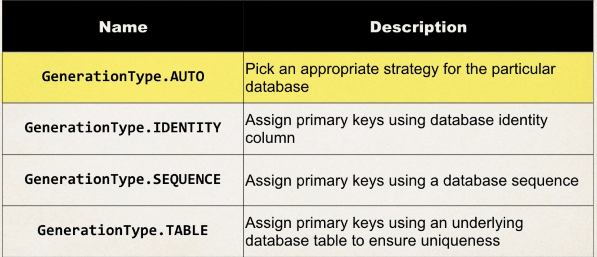 Name Description
GenerationType.AUTO Pick an appropriate strategy for the particular
database
GenerationType.IDENTITY Assign primary keys using database identity
column
GenerationType.SEQUENCE Assign primary keys using a database sequence
GenerationType.TABLE Assign primary keys using an underlying
database table to ensure uniqueness